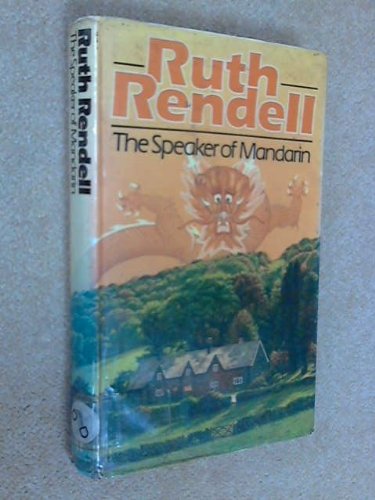 Ruth
Rendell
The Speaker of Mandarin
Ruth Rendell
The Speaker of Mandarin